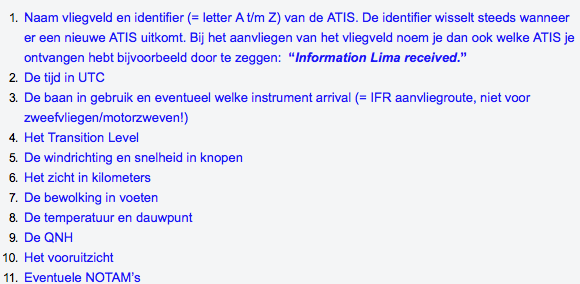 1. Naam vliegveld en identifier (= letter A t/m Z) van de ATIS. De identifier wisselt steeds wanneer
er een nieuwe ATIS uitkomt. Bij het aanvliegen van het vliegveld noem je dan ook welke ATIS je
ontvangen hebt bijvoorbeeld door te zeggen: “Information Lima received.”
2. De tijd in UTC
3. De baan in gebruik en eventueel welke instrument arrival (= IFR aanvliegroute, niet voor
zweefvliegen/motorzweven!)
4. Het Transition Level
5. De windrichting en snelheid in knopen
6. Het zicht in kilometers
7. De bewolking in voeten
8. De temperatuur en dauwpunt
9. De QNH
10. Het vooruitzicht
11. Eventuele NOTAM’s